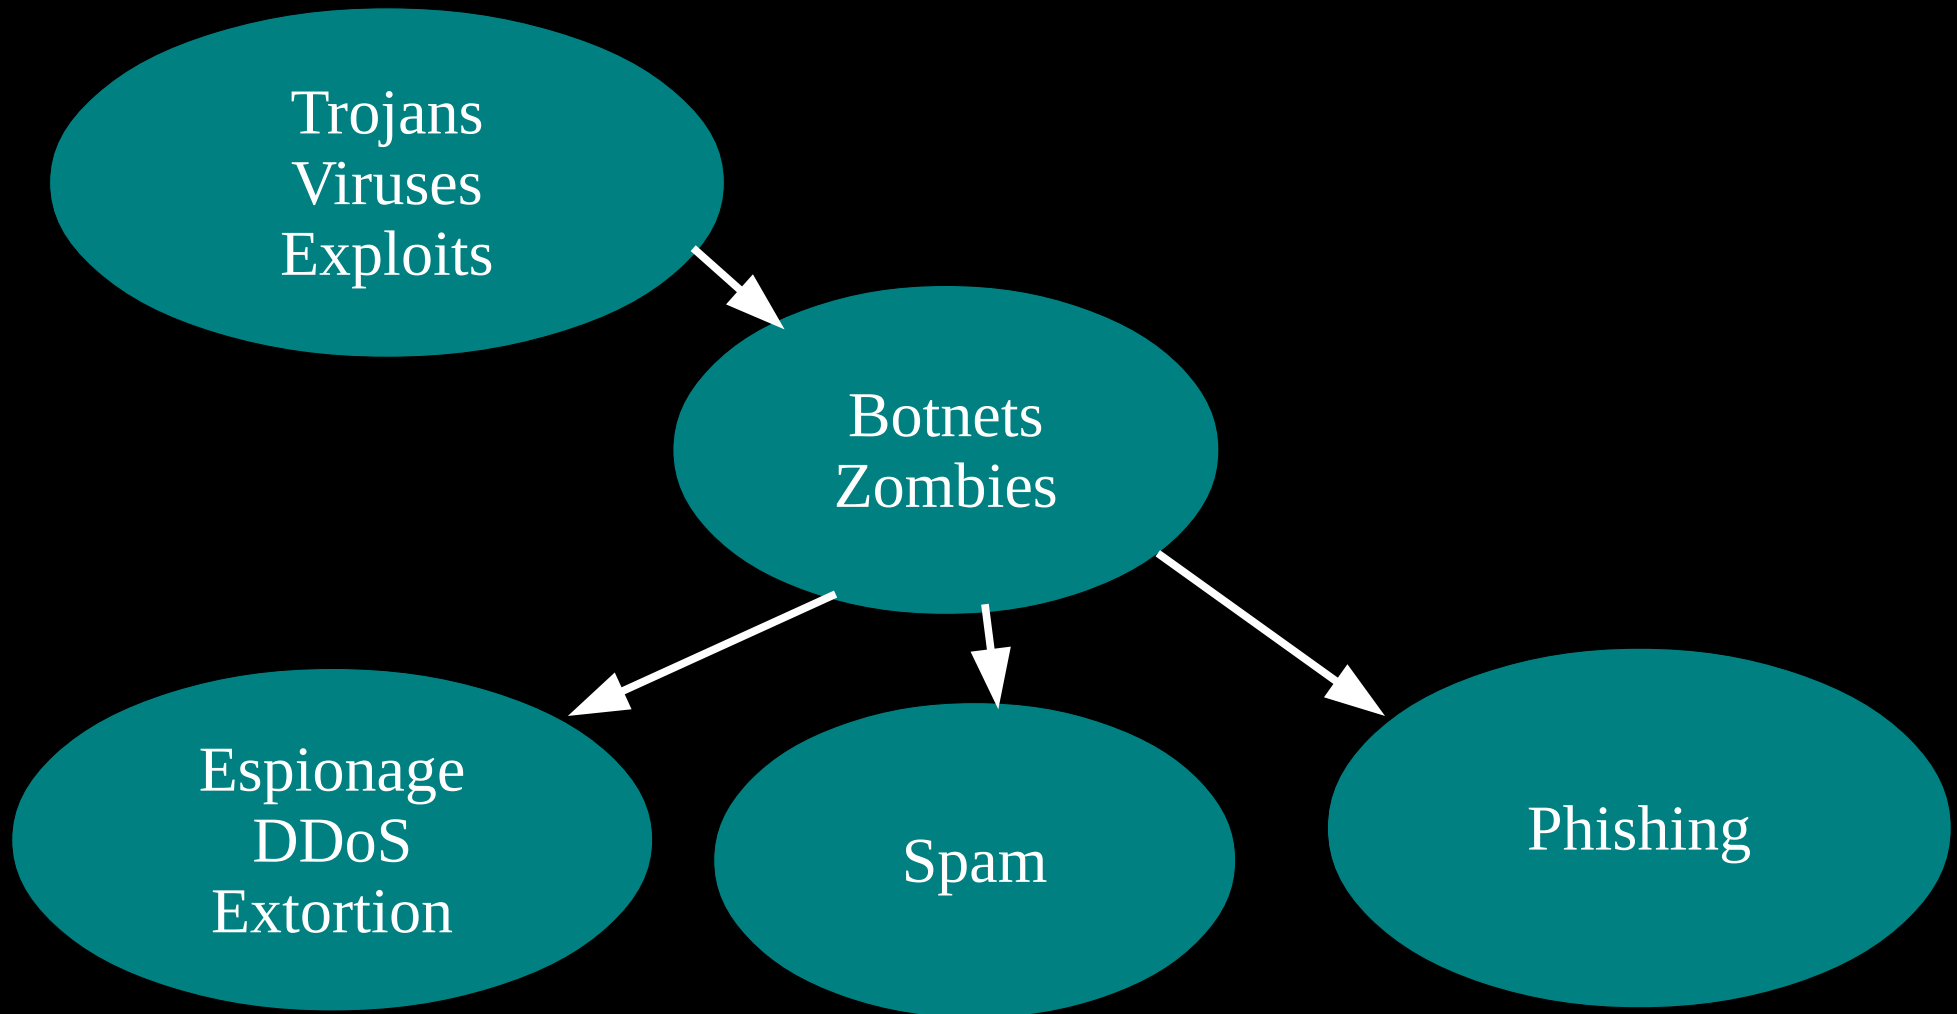 Trojans
Viruses
Exploits
Botnets
Zombies
Espionage
DDoS
Extortion
Spam
Phishing